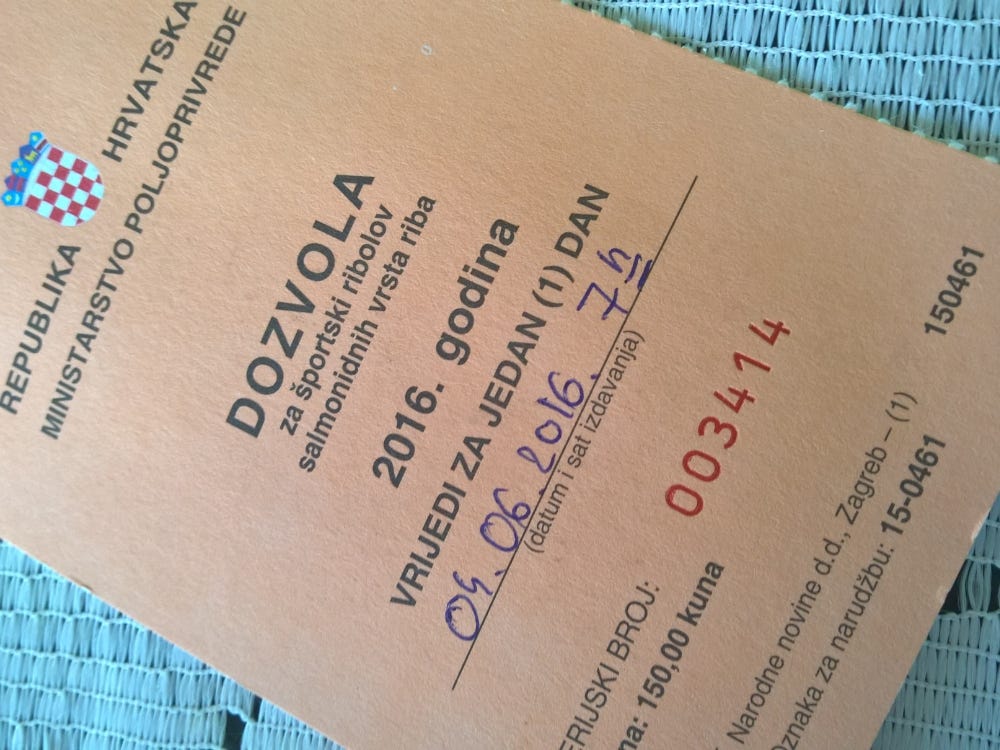 REPUBLIKA HRVATSKA
MINISTARSTVO POLJOPRIVREDE
DOZVOLA
za športski ribolov
salmonidnih vrsta riba
2016. godina
VRIJEDI ZA JEDAN (1) DAN
04.06.2016. 7h
(datum i sat izdavanja)
ERIJSKI BROJ: 003414
na: 150,00 kuna
Narodne novine d.d., Zagreb – (1) 150461
Oznaka za narudžbu: 15-0461